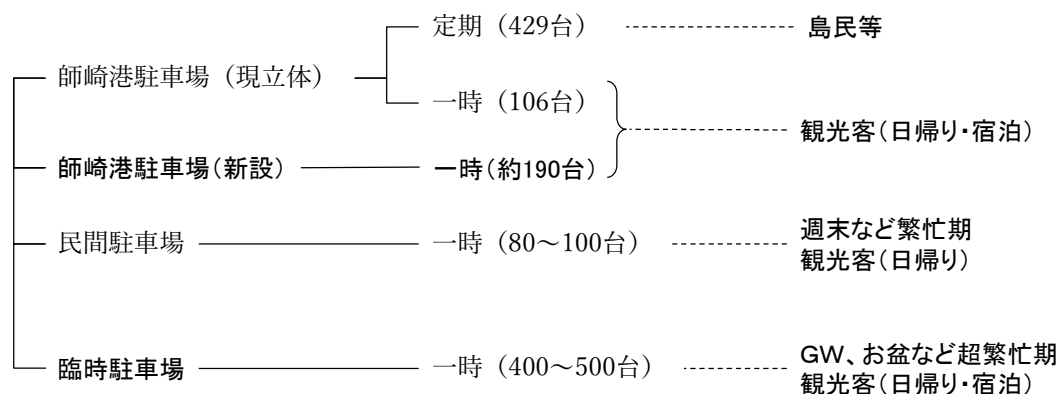 定期（429台）
島民等
師崎港駐車場（現立体）
一時（106台）
観光客（日帰り・宿泊）
師崎港駐車場（新設）
一時（約190台）
民間駐車場
一時（80～100台）
週末など繁忙期
観光客（日帰り）
臨時駐車場
一時（400～500台）
GW、お盆など超繁忙期
観光客（日帰り・宿泊）